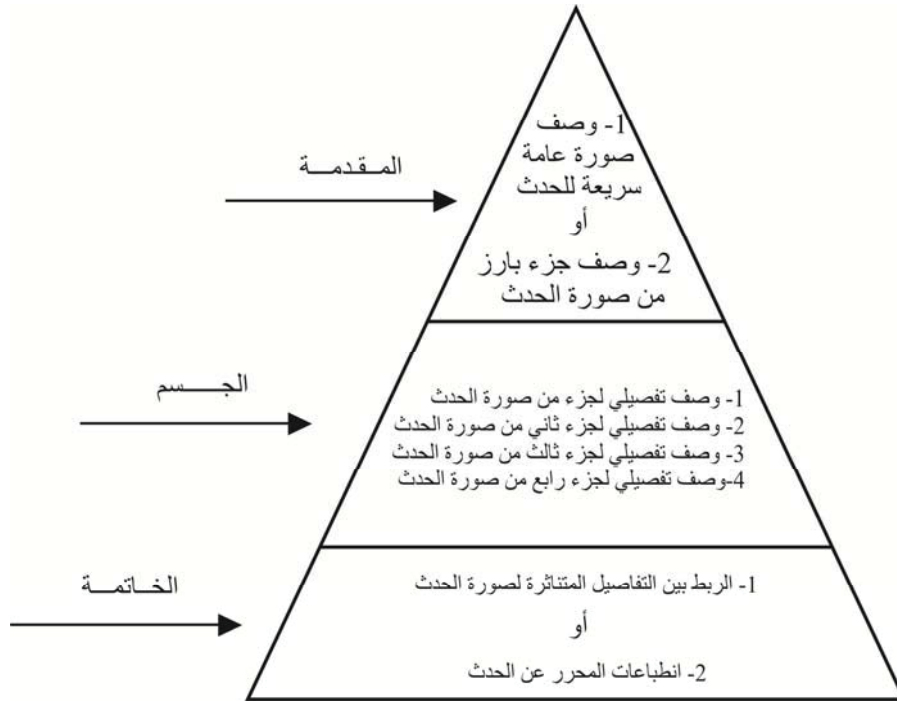 المـقـدمـــة
1- وصف
صورة عامة
سريعة للحدث
أو
2- وصف جزء بارز
من صورة الحدث
الجـــــسم
1- وصف تفصيلي لجزء من صورة الحدث
2- وصف تفصيلي لجزء ثاني من صورة الحدث
3- وصف تفصيلي لجزء ثالث من صورة الحدث
4-وصف تفصيلي لجزء رابع من صورة الحدث
الخـاتمـــة
1- الربط بين التفاصيل المتناثرة لصورة الحدث
أو
2- انطباعات المحرر عن الحدث